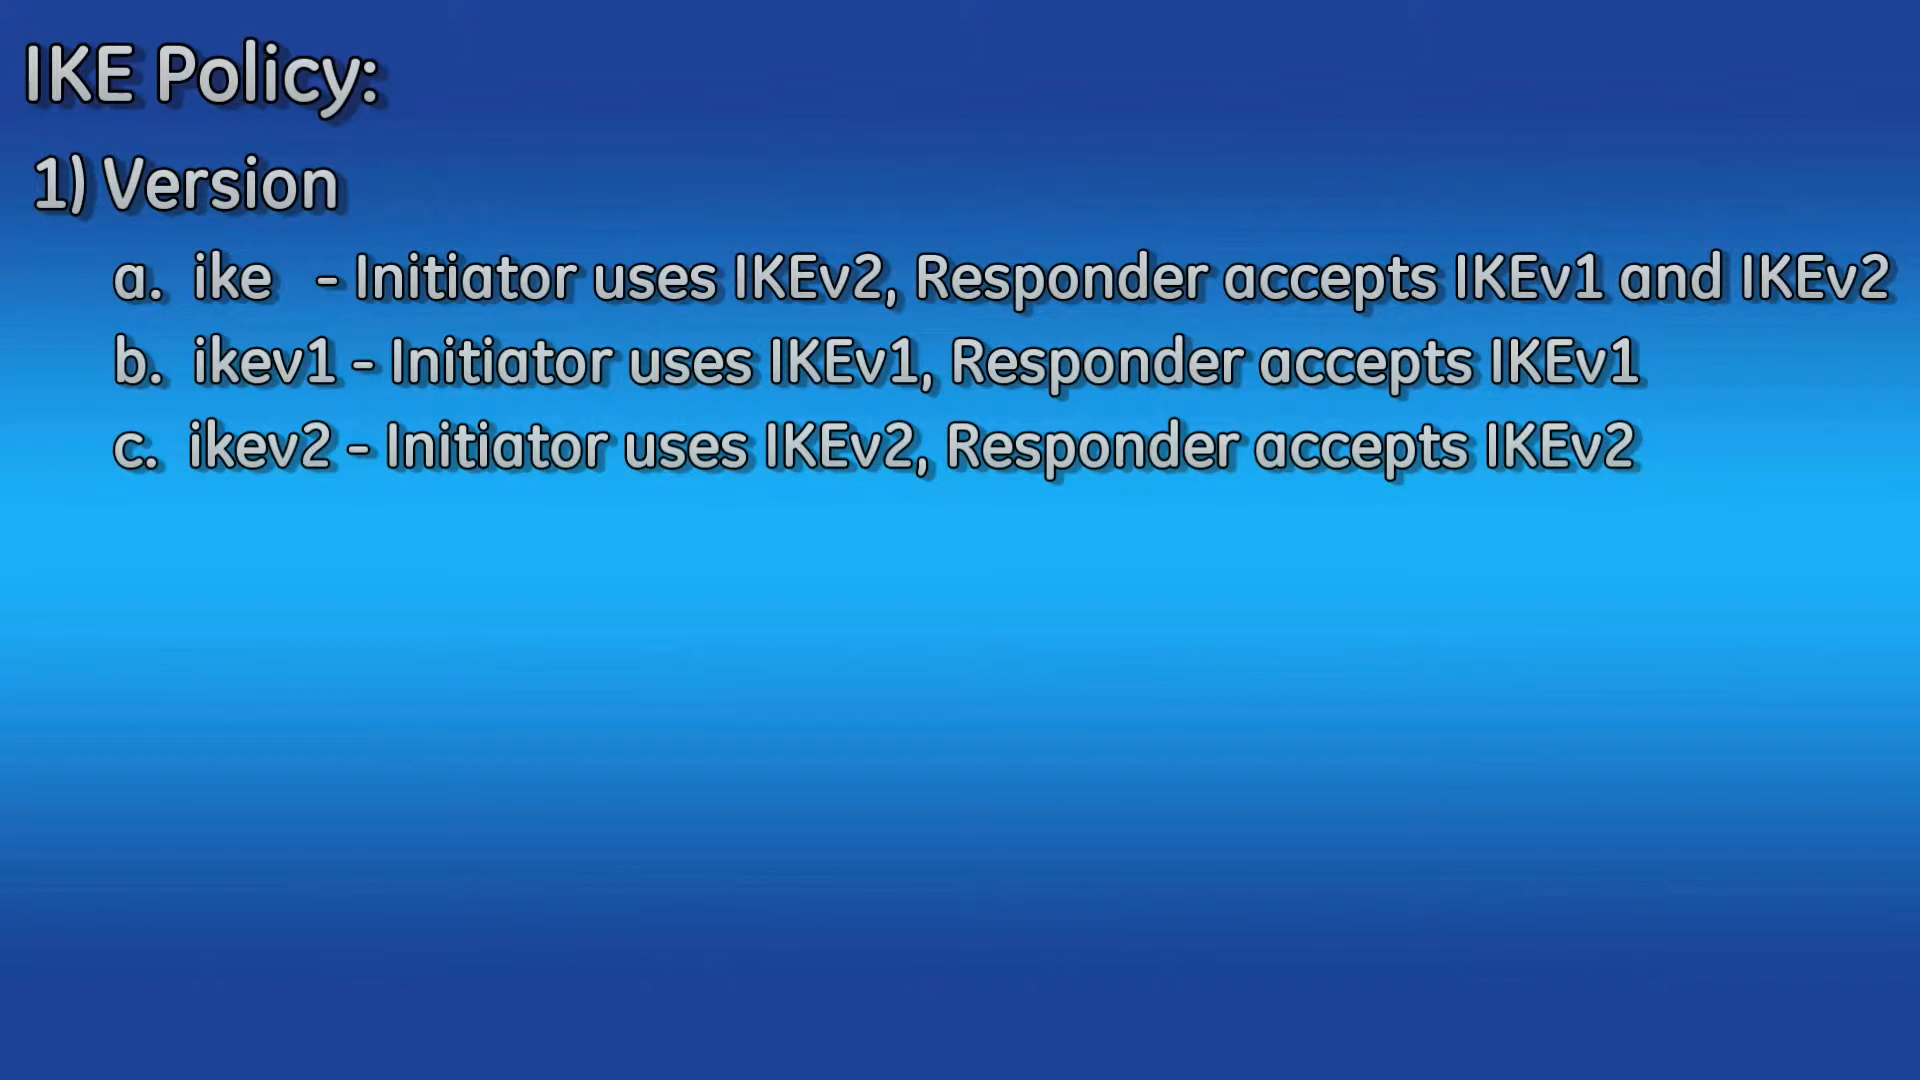 IKE Policy:
1) Version
a. ike - Initiator uses IKEv2, Responder accepts IKEv1 and IKEv2
b. ikev1 - Initiator uses IKEv1, Responder accepts IKEv1
c. ikev2 - Initiator uses IKEv2, Responder accepts IKEv2